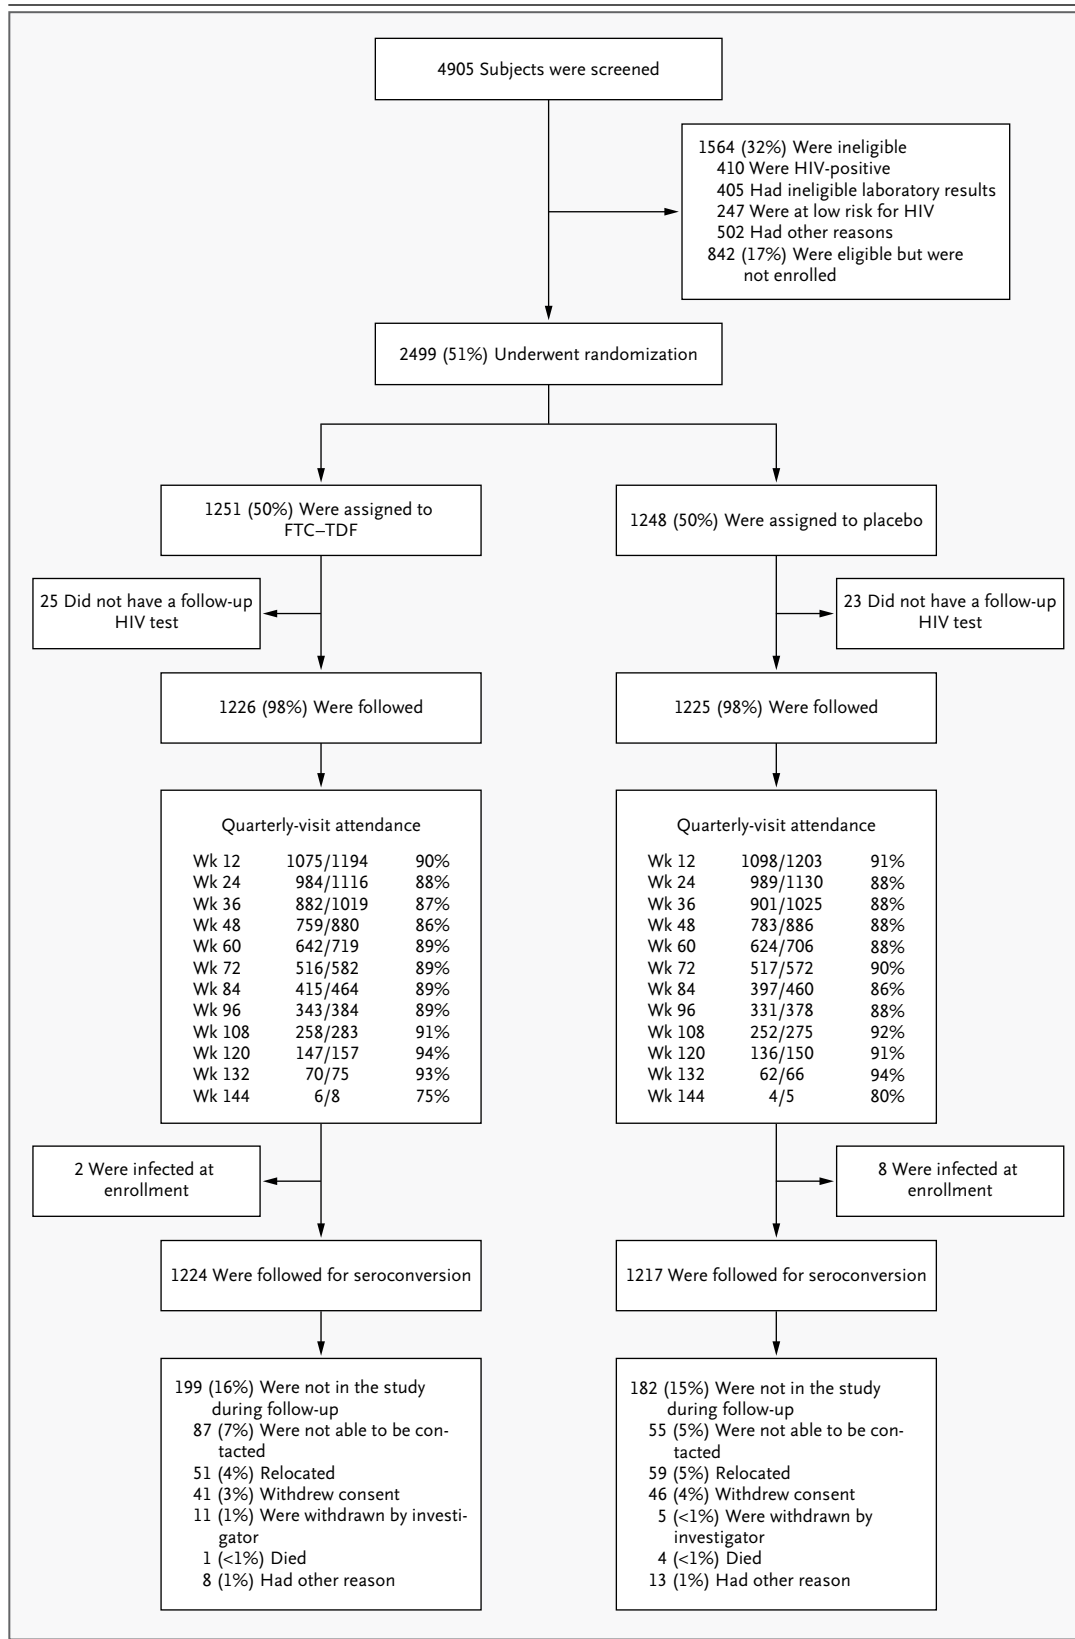 4905 Subjects were screened
1564 (32%) Were ineligible
410 Were HIV-positive
405 Had ineligible laboratory results
247 Were at low risk for HIV
502 Had other reasons
842 (17%) Were eligible but were
not enrolled
2499 (51%) Underwent randomization
1251 (50%) Were assigned to
FTC–TDF
1248 (50%) Were assigned to placebo
25 Did not have a follow-up
HIV test
23 Did not have a follow-up
HIV test
1226 (98%) Were followed
1225 (98%) Were followed
Quarterly-visit attendance
Wk 12 1075/1194 90%
Wk 24 984/1116 88%
Wk 36 882/1019 87%
Wk 48 759/880 86%
Wk 60 642/719 89%
Wk 72 516/582 89%
Wk 84 415/464 89%
Wk 96 343/384 89%
Wk 108 258/283 91%
Wk 120 147/157 94%
Wk 132 70/75 93%
Wk 144 6/8 75%
Quarterly-visit attendance
Wk 12 1098/1203 91%
Wk 24 989/1130 88%
Wk 36 901/1025 88%
Wk 48 783/886 88%
Wk 60 624/706 88%
Wk 72 517/572 90%
Wk 84 397/460 86%
Wk 96 331/378 88%
Wk 108 252/275 92%
Wk 120 136/150 91%
Wk 132 62/66 94%
Wk 144 4/5 80%
2 Were infected at
enrollment
8 Were infected at
enrollment
1224 Were followed for seroconversion
1217 Were followed for seroconversion
199 (16%) Were not in the study
during follow-up
87 (7%) Were not able to be con-
tacted
51 (4%) Relocated
41 (3%) Withdrew consent
11 (1%) Were withdrawn by investi-
gator
1 (<1%) Died
8 (1%) Had other reason
182 (15%) Were not in the study
during follow-up
55 (5%) Were not able to be con-
tacted
59 (5%) Relocated
46 (4%) Withdrew consent
5 (<1%) Were withdrawn by
investigator
4 (<1%) Died
13 (1%) Had other reason